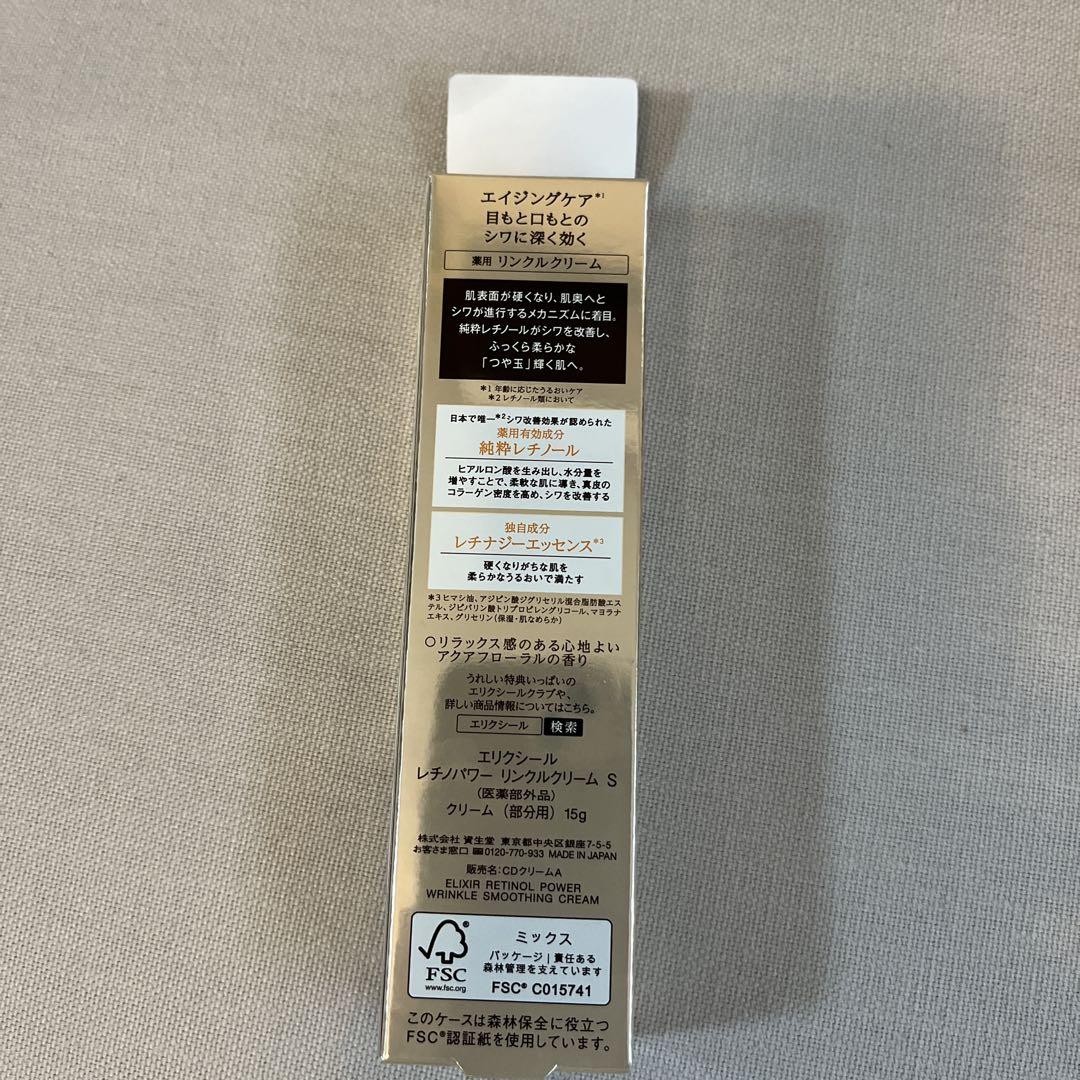 エイジングケア*1
目もと口もとの
シワに深く効く
薬用 リンクルクリーム
肌表面が硬くなり、肌奥へと
シワが進行するメカニズムに着目。
純粋レチノールがシワを改善し、
ふっくら柔らかな
「つや玉」輝く肌へ。
*1 年齢に応じたうるおいケア
*2 レチノール類において
日本で唯一*2シワ改善効果が認められた
薬用有効成分
純粋レチノール
ヒアルロン酸を生み出し、水分量を
増やすことで、柔軟な肌に導き、真皮の
コラーゲン密度を高め、シワを改善する
独自成分
レチナジーエッセンス*3
硬くなりがちな肌を
柔らかなうるおいで満たす
*3 ヒマシ油、アジピン酸ジグリセリル混合脂肪酸エス
テル、ジピバリン酸トリプロピレングリコール、マヨラナ
エキス、グリセリン(保湿・肌なめらか)
○リラックス感のある心地よい
アクアフローラルの香り
うれしい特典いっぱいの
エリクシールクラブや、
詳しい商品情報についてはこちら。
エリクシール 検索
エリクシール
レチノパワー リンクルクリーム S
(医薬部外品)
クリーム (部分用) 15g
株式会社 資生堂 東京都中央区銀座7-5-5
お客さま窓口 0120-770-933 MADE IN JAPAN
販売名:CDクリームA
ELIXIR RETINOL POWER
WRINKLE SMOOTHING CREAM
FSC®
www.fsc.org
ミックス
パッケージ | 責任ある
森林管理を支えています
FSC® C015741
このケースは森林保全に役立つ
FSC®認証紙を使用しています。